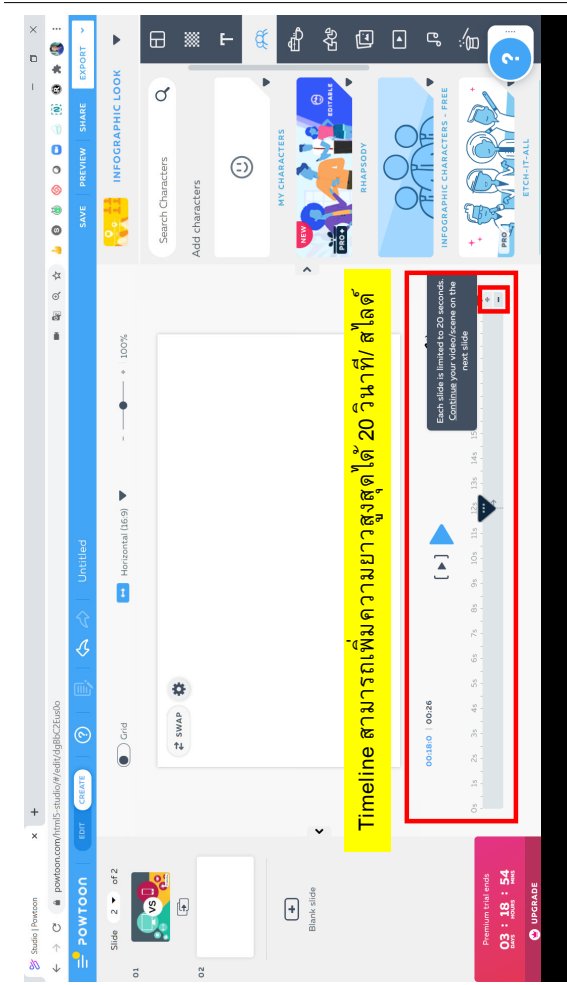 Studio | Powtoon
powtoon.com/html5-studio/#/edit/dgBbC2Eus0o
POWTOON
EDIT
CREATE
Untitled
SAVE
PREVIEW
SHARE
EXPORT
Slide 2 of 2
Grid
Horizontal (16:9)
100%
INFOGRAPHIC LOOK
01
VS
02
SWAP
Search Characters
Add characters
MY CHARACTERS
NEW
EDITABLE
PRO+
RHAPSODY
INFOGRAPHIC CHARACTERS - FREE
PRO
ETCH-IT-ALL
Blank slide
Timeline สามารถเพิ่มความยาวสูงสุดได้ 20 วินาที/ สไลด์
00:18:0 | 00:26
Each slide is limited to 20 seconds.
Continue your video/scene on the
next slide
0s 1s 2s 3s 4s 5s 6s 7s 8s 9s 10s 11s 12s 13s 14s 15
Premium trial ends
03 : 18 : 54
DAYS HOURS MINS
UPGRADE
?